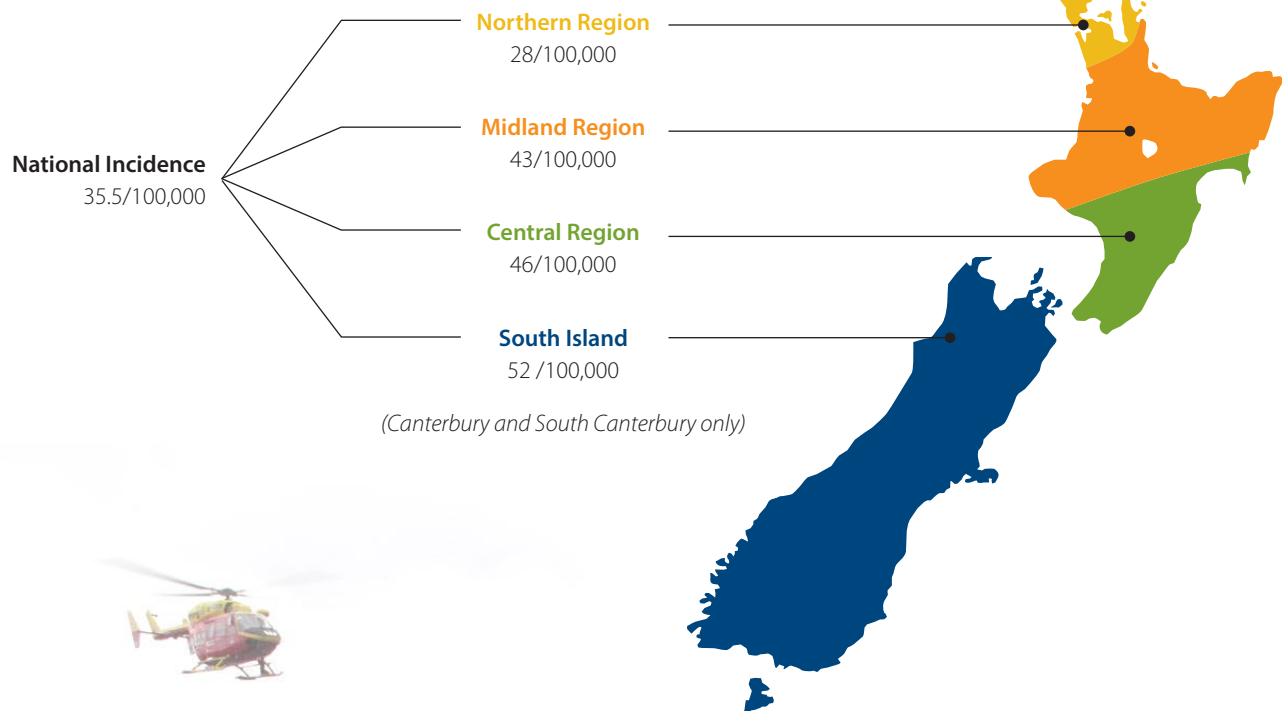 Northern Region
28/100,000
Midland Region
43/100,000
National Incidence
35.5/100,000
Central Region
46/100,000
South Island
52 /100,000
(Canterbury and South Canterbury only)